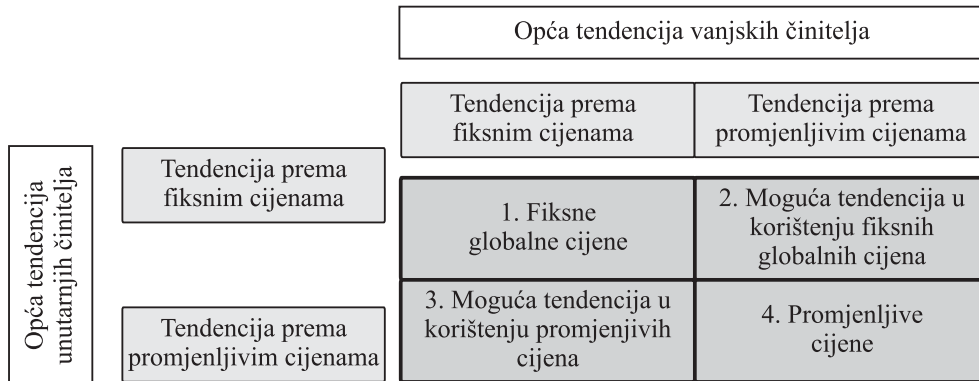 Opća tendencija vanjskih činitelja
Tendencija prema
fiksnim cijenama
Tendencija prema
promjenljivim cijenama
Opća tendencija
unutarnjih činitelja
Tendencija prema
fiksnim cijenama
1. Fiksne
globalne cijene
2. Moguća tendencija u
korištenju fiksnih
globalnih cijena
Tendencija prema
promjenljivim cijenama
3. Moguća tendencija u
korištenju promjenjivih
cijena
4. Promjenljive
cijene